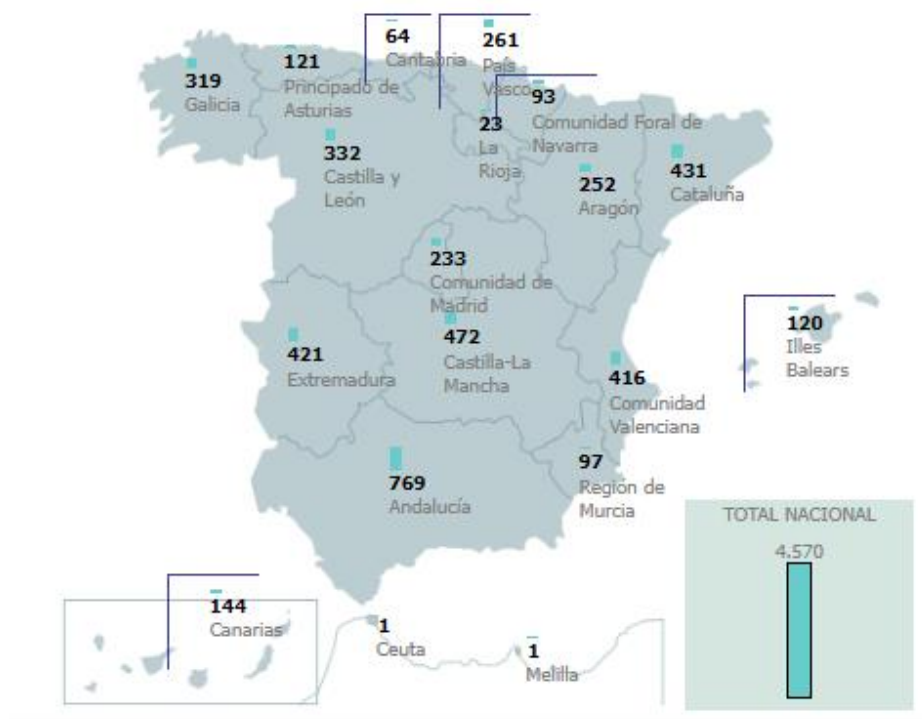 64
Cantabria
261
País
Vasco
319
Galicia
121
Principado de
Asturias
93
Comunidad Foral de
Navarra
23
La
Rioja
332
Castilla y
León
252
Aragón
431
Cataluña
233
Comunidad de
Madrid
472
Castilla-La
Mancha
421
Extremadura
416
Comunidad
Valenciana
120
Illes
Balears
769
Andalucía
97
Región de
Murcia
TOTAL NACIONAL
4.570
144
Canarias
1
Ceuta
1
Melilla